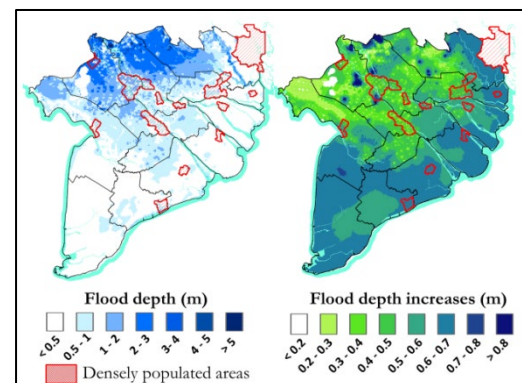 Flood depth (m)
< 0.5
0.5 - 1
1 - 2
2 - 3
3-4
4- 5
> 5
Densely populated areas
Flood depth increases (m)
< 0.2
0.2 - 0.3
0.3 - 0.4
0.4 - 0.5
0.5 - 0.6
0.6 - 0.7
0.7 - 0.8
> 0.8